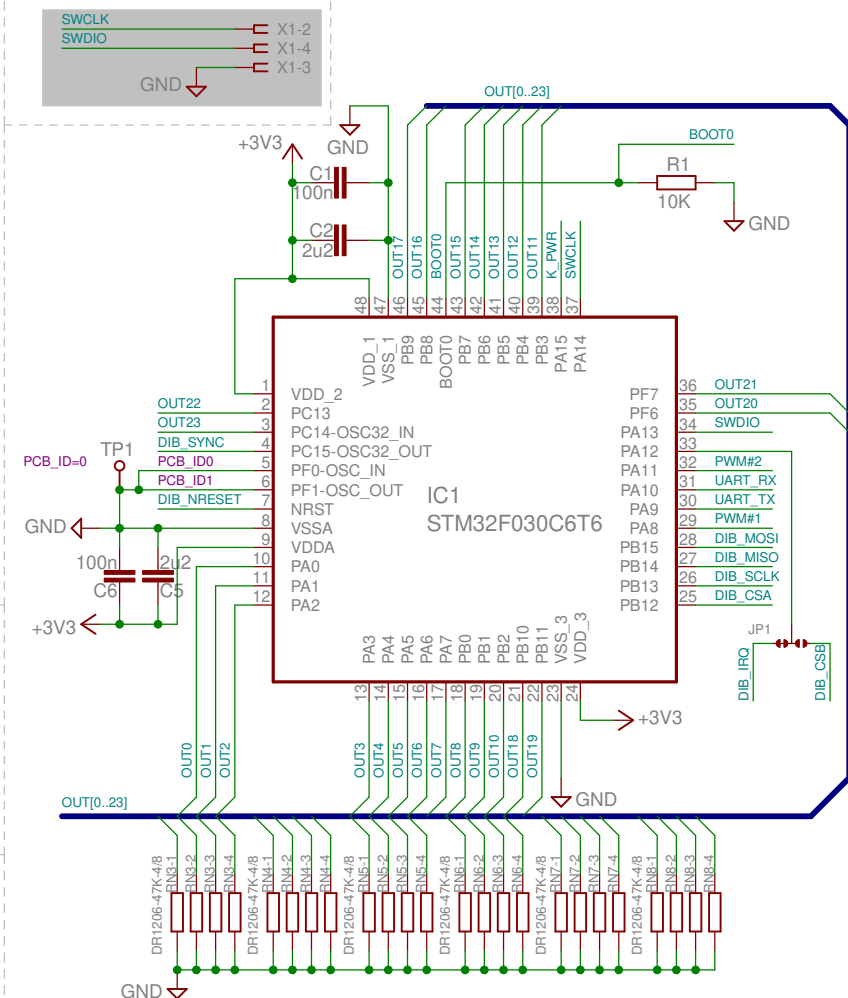 SWCLK
X1-2
SWDIO
X1-4
X1-3
GND
OUT[0..23]
BOOT0
+3V3
GND
C1
100n
R1
10K
GND
C2
2u2
OUT17
OUT16
BOOT0
OUT15
OUT14
OUT13
OUT12
OUT11
K_PWR
SWCLK
48
47
46
45
44
43
42
41
40
39
38
37
VDD_1
VSS_1
PB9
PB8
BOOT0
PB7
PB6
PB5
PB4
PB3
PA15
PA14
1 VDD_2
OUT22 2 PC13
OUT23 3 PC14-OSC32_IN
DIB_SYNC 4 PC15-OSC32_OUT
PCB_ID=0
TP1
PCB_ID0 5 PF0-OSC_IN
PCB_ID1 6 PF1-OSC_OUT
DIB_NRESET 7 NRST
GND 8 VSSA
9 VDDA
10 PA0
11 PA1
12 PA2
100n
C6
2u2
C5
+3V3
IC1
STM32F030C6T6
PF7 36 OUT21
PF6 35 OUT20
PA13 34 SWDIO
PA12 33
PA11 32 PWM#2
PA10 31 UART_RX
PA9 30 UART_TX
PA8 29 PWM#1
PB15 28 DIB_MOSI
PB14 27 DIB_MISO
PB13 26 DIB_SCLK
PB12 25 DIB_CSA
JP1
DIB_IRQ
DIB_CSB
PA3
PA4
PA5
PA6
PA7
PB0
PB1
PB2
PB10
PB11
VSS_3
VDD_3
13
14
15
16
17
18
19
20
21
22
23
24
+3V3
GND
OUT0
OUT1
OUT2
OUT3
OUT4
OUT5
OUT6
OUT7
OUT8
OUT9
OUT10
OUT18
OUT19
OUT[0..23]
DR1206-47K-4/8
RN3-1
RN3-2
RN3-3
RN3-4
DR1206-47K-4/8
RN4-1
RN4-2
RN4-3
RN4-4
DR1206-47K-4/8
RN5-1
RN5-2
RN5-3
RN5-4
DR1206-47K-4/8
RN6-1
RN6-2
RN6-3
RN6-4
DR1206-47K-4/8
RN7-1
RN7-2
RN7-3
RN7-4
DR1206-47K-4/8
RN8-1
RN8-2
RN8-3
RN8-4
GND